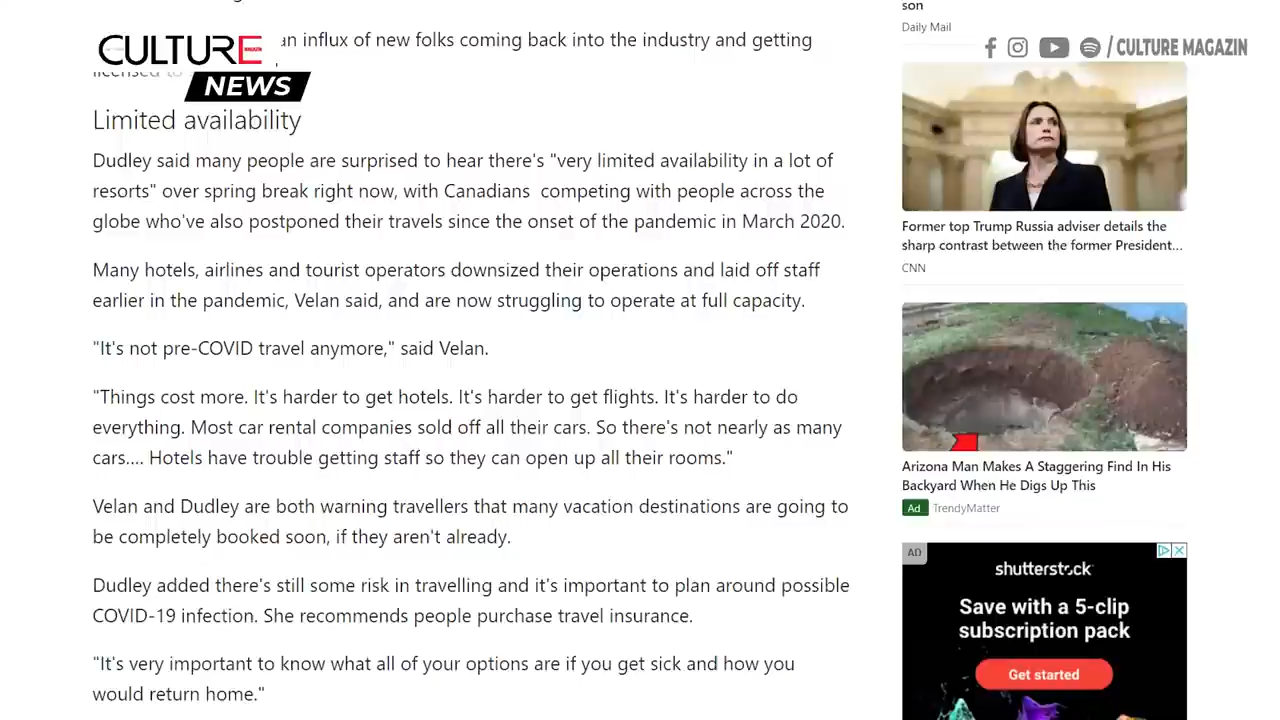 son
Daily Mail
CULTURE
NEWS
/ CULTURE MAGAZIN
an influx of new folks coming back into the industry and getting
licensed to
Limited availability
Dudley said many people are surprised to hear there's "very limited availability in a lot of
resorts" over spring break right now, with Canadians competing with people across the
globe who've also postponed their travels since the onset of the pandemic in March 2020.
Many hotels, airlines and tourist operators downsized their operations and laid off staff
earlier in the pandemic, Velan said, and are now struggling to operate at full capacity.
"It's not pre-COVID travel anymore," said Velan.
"Things cost more. It's harder to get hotels. It's harder to get flights. It's harder to do
everything. Most car rental companies sold off all their cars. So there's not nearly as many
cars.... Hotels have trouble getting staff so they can open up all their rooms."
Velan and Dudley are both warning travellers that many vacation destinations are going to
be completely booked soon, if they aren't already.
Dudley added there's still some risk in travelling and it's important to plan around possible
COVID-19 infection. She recommends people purchase travel insurance.
"It's very important to know what all of your options are if you get sick and how you
would return home."
Former top Trump Russia adviser details the
sharp contrast between the former President...
CNN
Arizona Man Makes A Staggering Find In His
Backyard When He Digs Up This
Ad TrendyMatter
AD
shutterstock
Save with a 5-clip
subscription pack
Get started